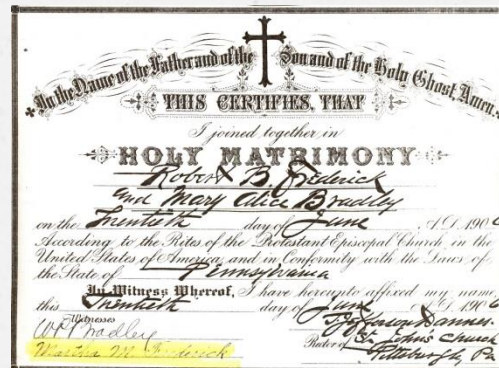 In the Name of the Father and of the Son and of the Holy Ghost, Amen.
THIS CERTIFIES, THAT
I joined together in
HOLY MATRIMONY
Robert B Frederick
and Mary Alice Bradley
on the Twentieth day of June A.D. 190
According to the Rites of the Protestant Episcopal Church in the
United States of America and in Conformity with the Laws of
the State of Pennsylvania
In Witness Whereof, I have hereunto affixed my name,
this Twentieth day of June A.D. 190
Witnesses
Bradley
Martha M. Frederick
Rector of St. Johns Church
Pittsburgh, Pa